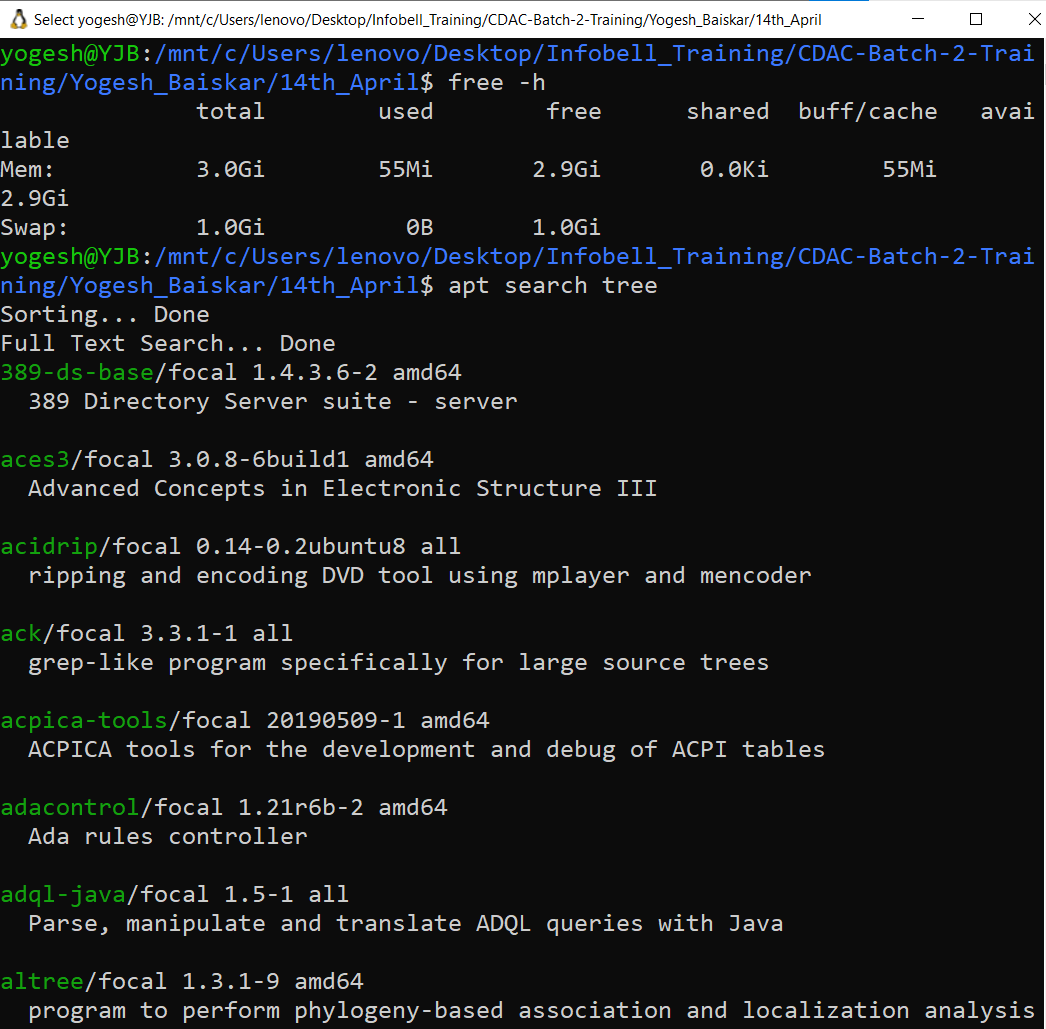 Select yogesh@YJB: /mnt/c/Users/lenovo/Desktop/Infobell_Training/CDAC-Batch-2-Training/Yogesh_Baiskar/14th_April
yogesh@YJB:/mnt/c/Users/lenovo/Desktop/Infobell_Training/CDAC-Batch-2-Trai
ning/Yogesh_Baiskar/14th_April$ free -h
              total        used        free      shared  buff/cache   avai
lable
Mem:          3.0Gi        55Mi       2.9Gi       0.0Ki        55Mi
2.9Gi
Swap:         1.0Gi          0B       1.0Gi
yogesh@YJB:/mnt/c/Users/lenovo/Desktop/Infobell_Training/CDAC-Batch-2-Trai
ning/Yogesh_Baiskar/14th_April$ apt search tree
Sorting... Done
Full Text Search... Done
389-ds-base/focal 1.4.3.6-2 amd64
  389 Directory Server suite - server
aces3/focal 3.0.8-6build1 amd64
  Advanced Concepts in Electronic Structure III
acidrip/focal 0.14-0.2ubuntu8 all
  ripping and encoding DVD tool using mplayer and mencoder
ack/focal 3.3.1-1 all
  grep-like program specifically for large source trees
acpica-tools/focal 20190509-1 amd64
  ACPICA tools for the development and debug of ACPI tables
adacontrol/focal 1.21r6b-2 amd64
  Ada rules controller
adql-java/focal 1.5-1 all
  Parse, manipulate and translate ADQL queries with Java
altree/focal 1.3.1-9 amd64
  program to perform phylogeny-based association and localization analysis